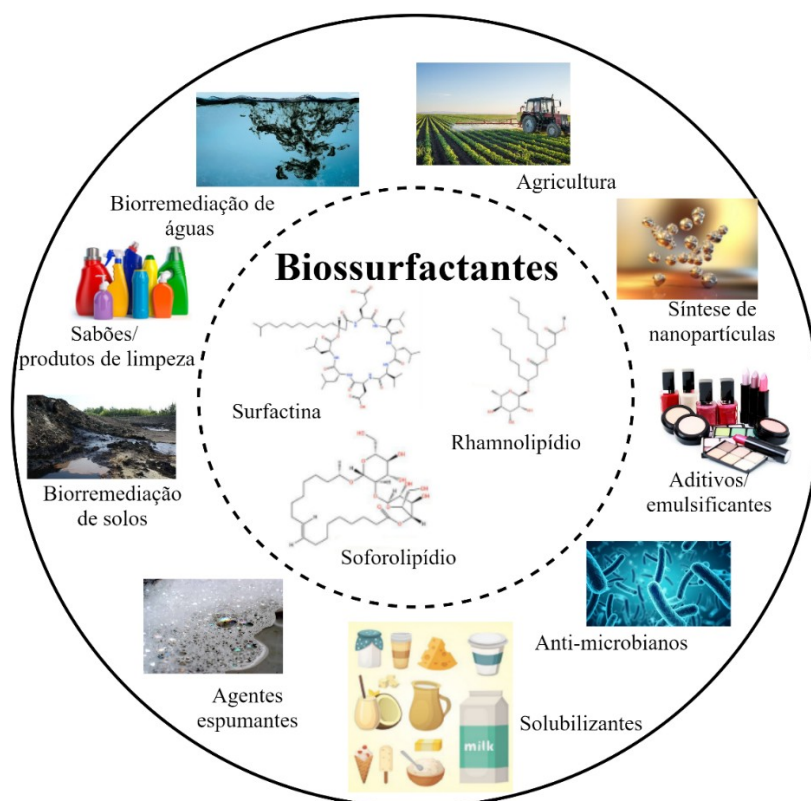 Biorremediação de
águas
Agricultura
Biossurfactantes
Síntese de
nanopartículas
Sabões/
produtos de limpeza
Surfactina
Rhamnolipídio
Aditivos/
emulsificantes
Biorremediação
de solos
Soforolipídio
Anti-microbianos
Agentes
espumantes
Solubilizantes
milk